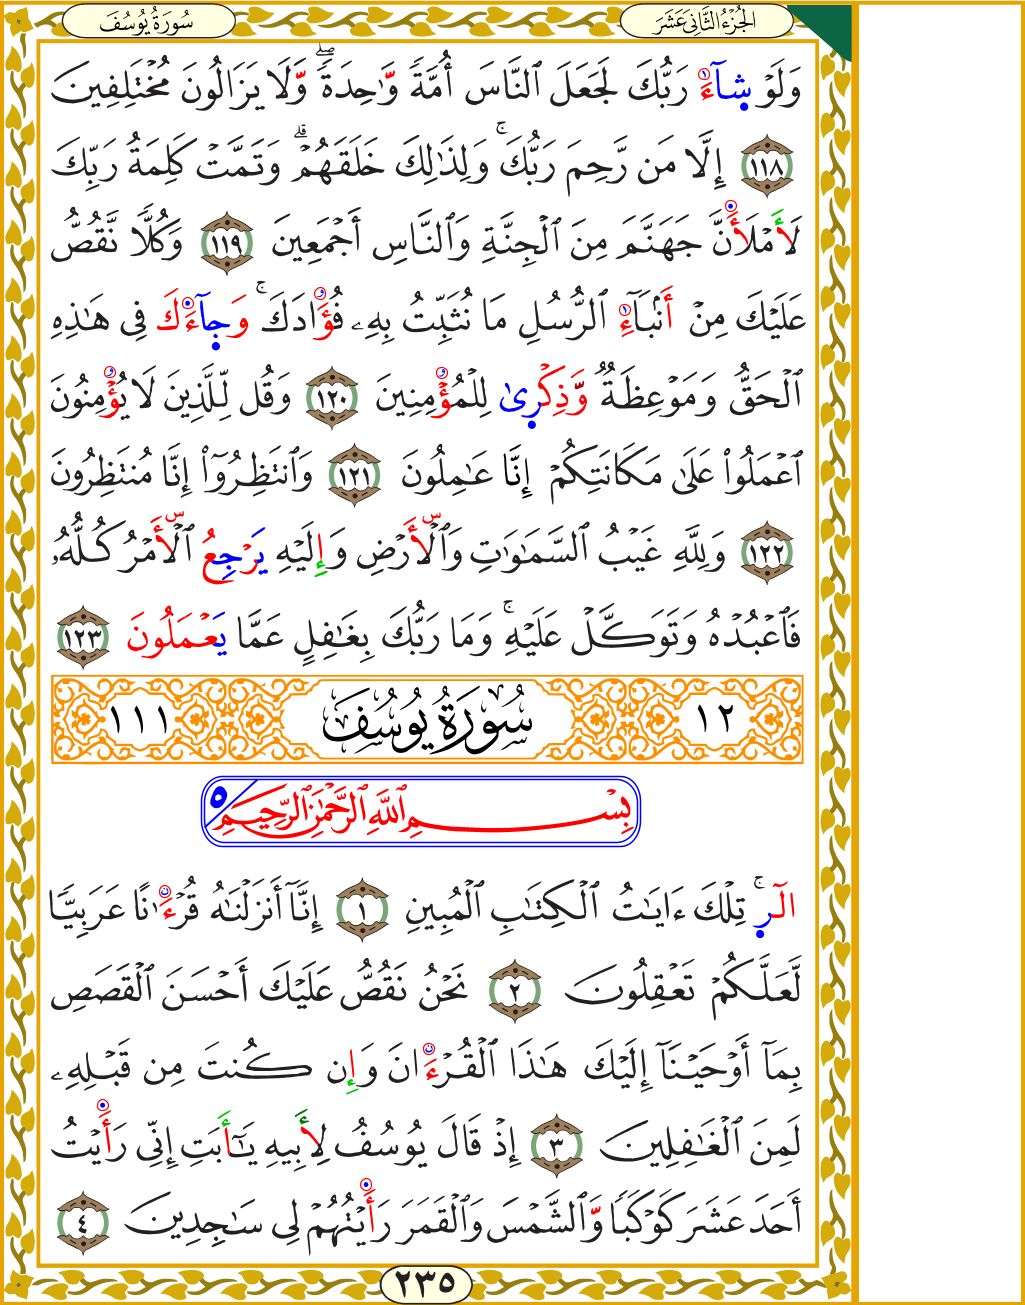 الجُزْءُ الثَّانِي عَشَرَ
سُورَةُ يُوسُفَ
وَلَوْ شَآءَ رَبُّكَ لَجَعَلَ ٱلنَّاسَ أُمَّةً وَٰحِدَةًۖ وَّلَا يَزَالُونَ مُخْتَلِفِينَ
١١٨ إِلَّا مَن رَّحِمَ رَبُّكَۚ وَلِذَٰلِكَ خَلَقَهُمْۗ وَتَمَّتْ كَلِمَةُ رَبِّكَ
لَأَمْلَأَنَّ جَهَنَّمَ مِنَ ٱلْجِنَّةِ وَٱلنَّاسِ أَجْمَعِينَ ١١٩ وَكُلًّا نَّقُصُّ
عَلَيْكَ مِنْ أَنۢبَآءِ ٱلرُّسُلِ مَا نُثَبِّتُ بِهِۦ فُؤَادَكَۚ وَجَآءَكَ فِى هَٰذِهِ
ٱلْحَقُّ وَمَوْعِظَةٌ وَّذِكْرِىٰ لِلْمُؤْمِنِينَ ١٢٠ وَقُل لِّلَّذِينَ لَا يُؤْمِنُونَ
ٱعْمَلُوا۟ عَلَىٰ مَكَانَتِكُمْ إِنَّا عَٰمِلُونَ ١٢١ وَٱنتَظِرُوٓا۟ إِنَّا مُنتَظِرُونَ
١٢٢ وَلِلَّهِ غَيْبُ ٱلسَّمَٰوَٰتِ وَٱلْأَرْضِ وَإِلَيْهِ يَرْجِعُ ٱلْأَمْرُ كُلُّهُۥ
فَٱعْبُدْهُ وَتَوَكَّلْ عَلَيْهِۚ وَمَا رَبُّكَ بِغَٰفِلٍ عَمَّا يَعْمَلُونَ ١٢٣
١٢ سُورَةُ يُوسُفَ ١١١
بِسْمِ ٱللَّهِ ٱلرَّحْمَٰنِ ٱلرَّحِيمِ ٥
الٓرۚ تِلْكَ ءَايَٰتُ ٱلْكِتَٰبِ ٱلْمُبِينِ ١ إِنَّآ أَنزَلْنَٰهُ قُرْءَٰنًا عَرَبِيًّا
لَّعَلَّكُمْ تَعْقِلُونَ ٢ نَحْنُ نَقُصُّ عَلَيْكَ أَحْسَنَ ٱلْقَصَصِ
بِمَآ أَوْحَيْنَآ إِلَيْكَ هَٰذَا ٱلْقُرْءَانَ وَإِن كُنتَ مِن قَبْلِهِۦ
لَمِنَ ٱلْغَٰفِلِينَ ٣ إِذْ قَالَ يُوسُفُ لِأَبِيهِ يَٰٓأَبَتِ إِنِّى رَأَيْتُ
أَحَدَ عَشَرَ كَوْكَبًا وَّٱلشَّمْسَ وَٱلْقَمَرَ رَأَيْتُهُمْ لِى سَٰجِدِينَ ٤
٢٣٥